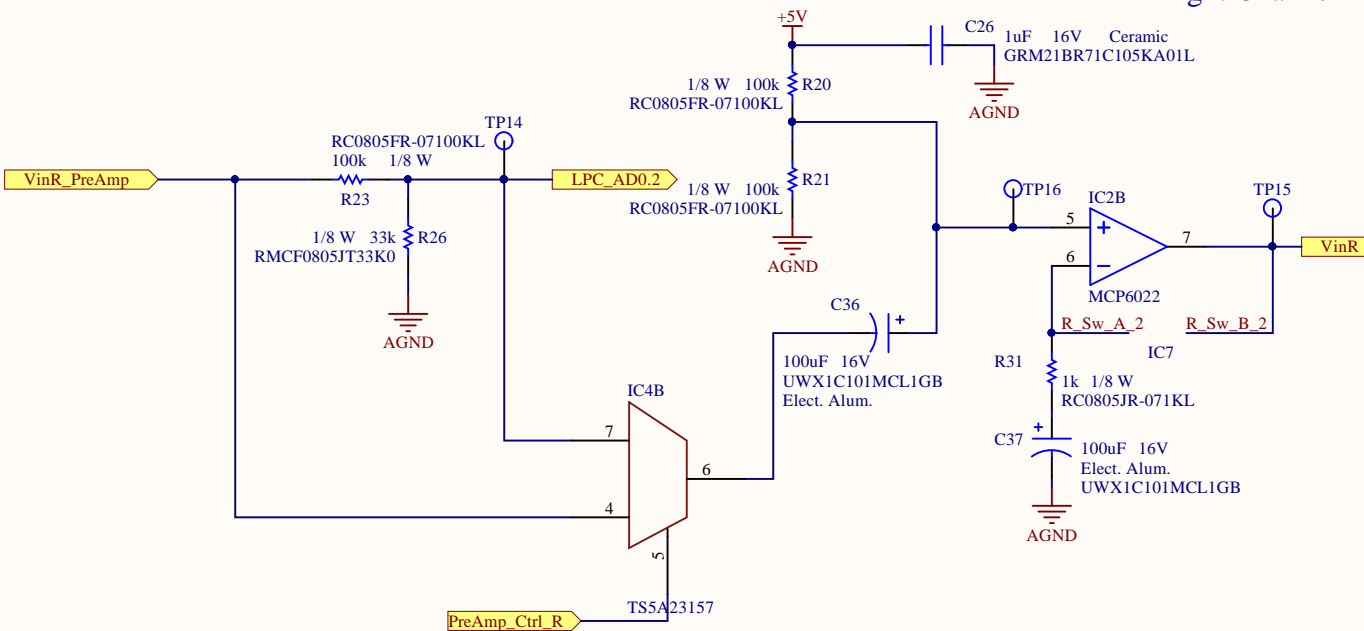 +5V
C26
1uF 16V Ceramic
GRM21BR71C105KA01L
AGND
1/8 W 100k R20
RC0805FR-07100KL
TP14
RC0805FR-07100KL
100k 1/8 W
VinR_PreAmp
R23
LPC_AD0.2
1/8 W 100k R21
RC0805FR-07100KL
AGND
1/8 W 33k R26
RMCF0805JT33K0
AGND
TP16
IC2B
5
6
7
MCP6022
TP15
VinR
R_Sw_A_2
R_Sw_B_2
IC7
C36
+
100uF 16V
UWX1C101MCL1GB
Elect. Alum.
R31
1k 1/8 W
RC0805JR-071KL
C37
+
100uF 16V
Elect. Alum.
UWX1C101MCL1GB
AGND
IC4B
7
6
4
5
TS5A23157
PreAmp_Ctrl_R